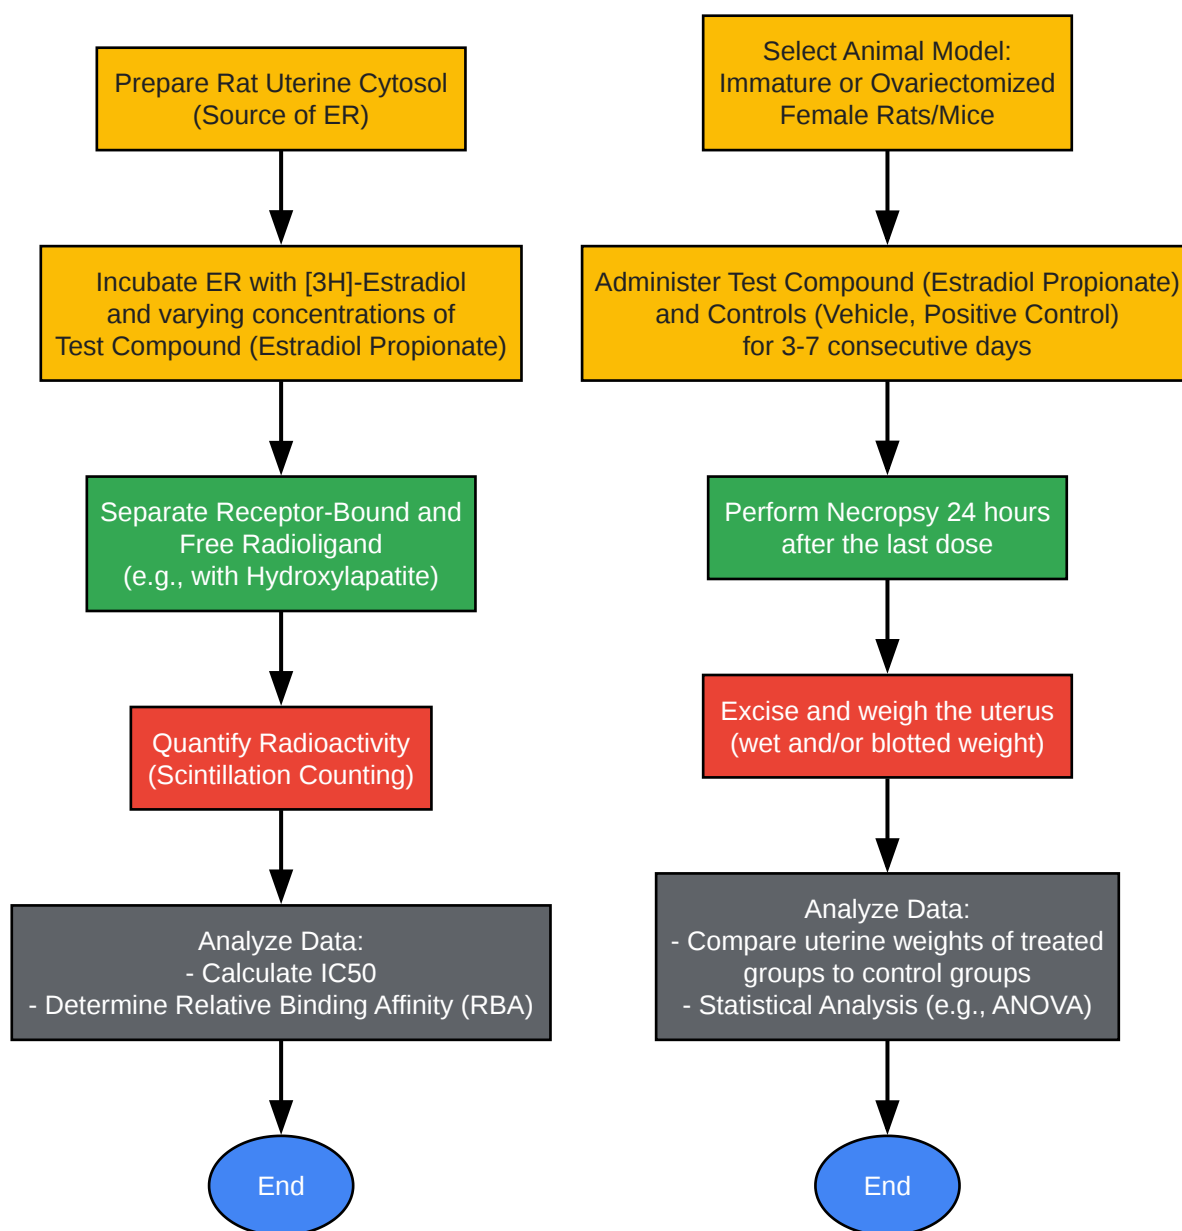 Prepare Rat Uterine Cytosol
(Source of ER)
Incubate ER with [3H]-Estradiol
and varying concentrations of
Test Compound (Estradiol Propionate)
Separate Receptor-Bound and
Free Radioligand
(e.g., with Hydroxylapatite)
Quantify Radioactivity
(Scintillation Counting)
Analyze Data:
- Calculate IC50
- Determine Relative Binding Affinity (RBA)
End
Select Animal Model:
Immature or Ovariectomized
Female Rats/Mice
Administer Test Compound (Estradiol Propionate)
and Controls (Vehicle, Positive Control)
for 3-7 consecutive days
Perform Necropsy 24 hours
after the last dose
Excise and weigh the uterus
(wet and/or blotted weight)
Analyze Data:
- Compare uterine weights of treated
groups to control groups
- Statistical Analysis (e.g., ANOVA)
End